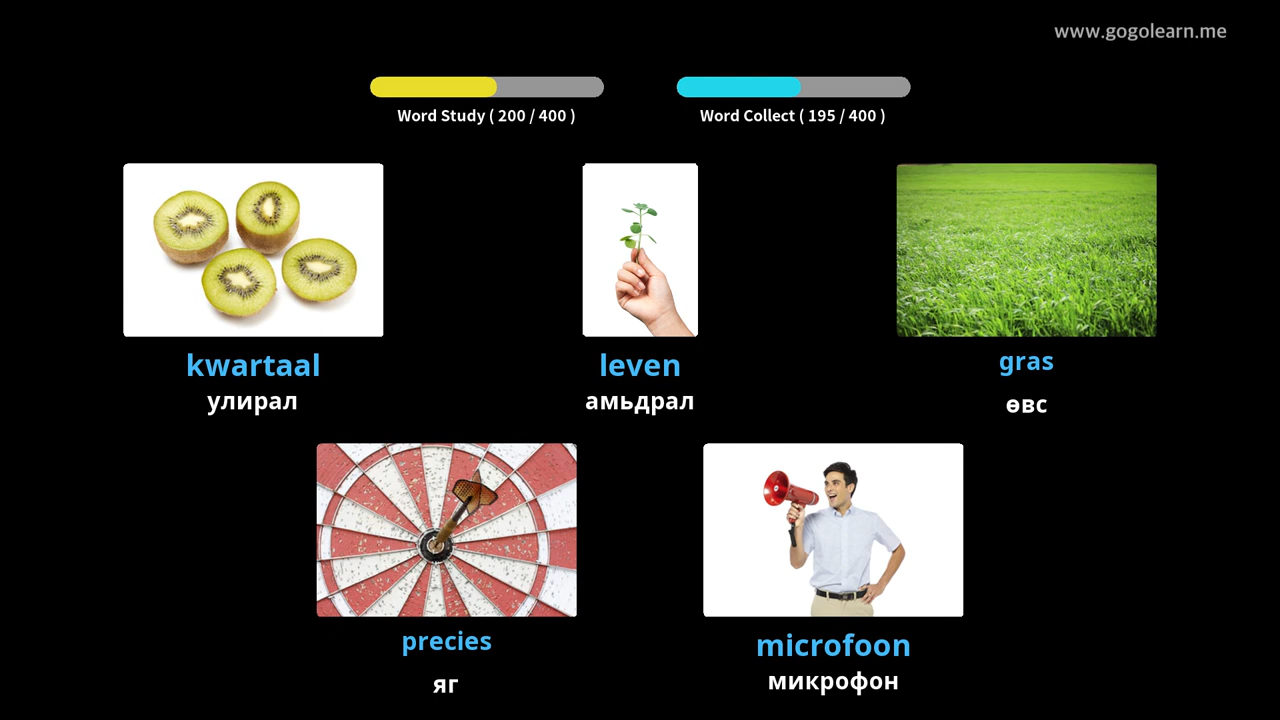 www.gogolearn.me
Word Study ( 200 / 400 )
Word Collect ( 195 / 400 )
kwartaal
улирал
leven
амьдрал
gras
өвс
precies
яг
microfoon
микрофон